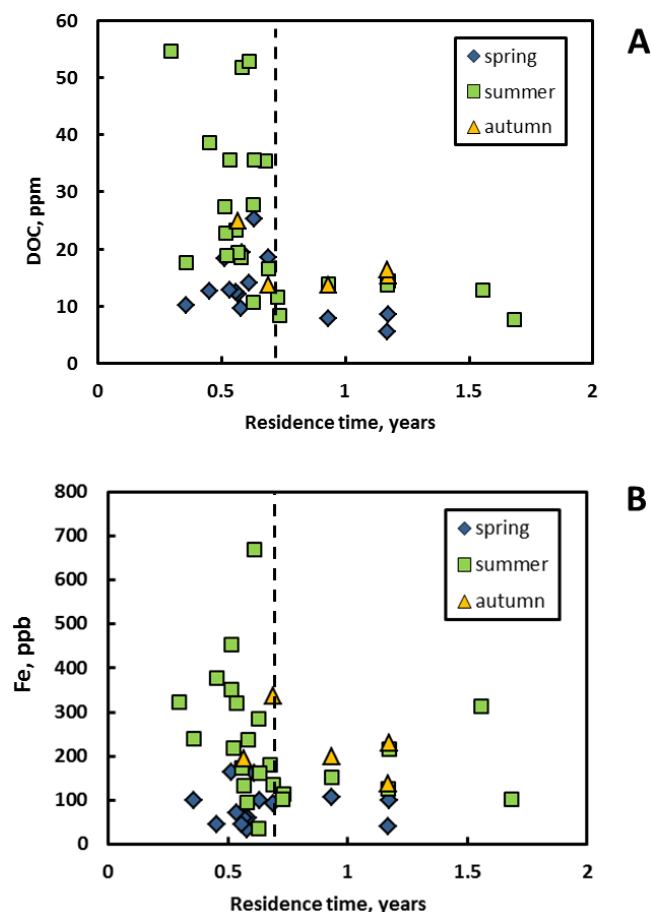 A
60
50
40
30
20
10
0
DOC, ppm
spring
summer
autumn
0 0.5 1 1.5 2
Residence time, years
B
800
700
600
500
400
300
200
100
0
Fe, ppb
spring
summer
autumn
0 0.5 1 1.5 2
Residence time, years